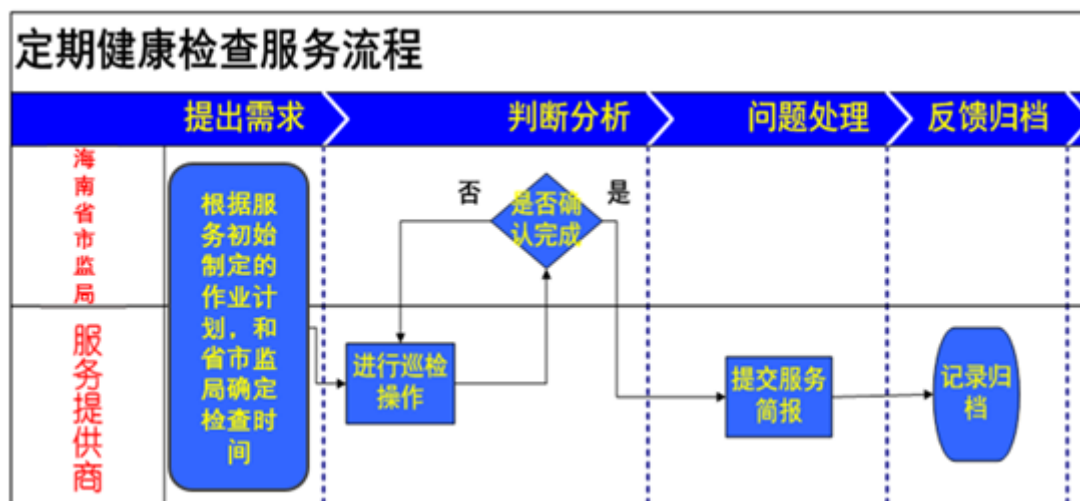 定期健康检查服务流程
提出需求
判断分析
问题处理
反馈归档
海
南
省
市
监
局
根据服
务初始
制定的
作业计
划，和
省市监
局确定
检查时
间
否
是否确
认完成
是
服
务
提
供
商
进行巡检
操作
提交服务
简报
记录归
档